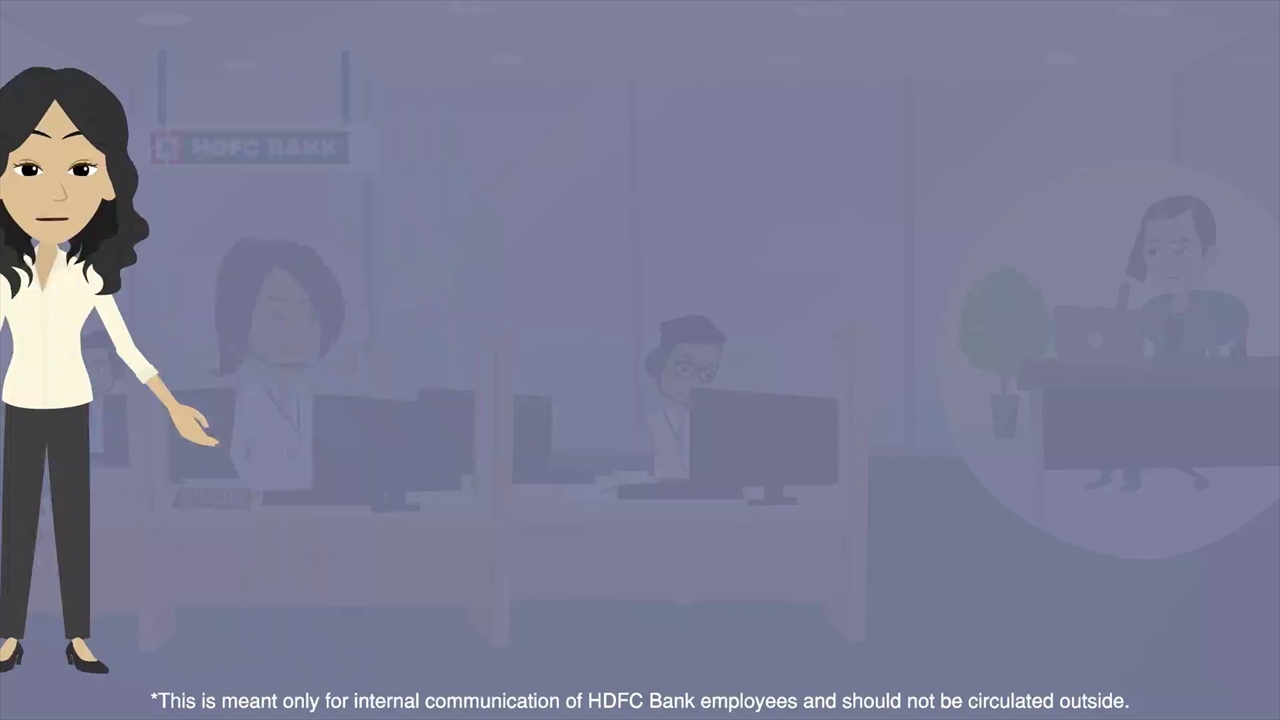 HDFC BANK
*This is meant only for internal communication of HDFC Bank employees and should not be circulated outside.